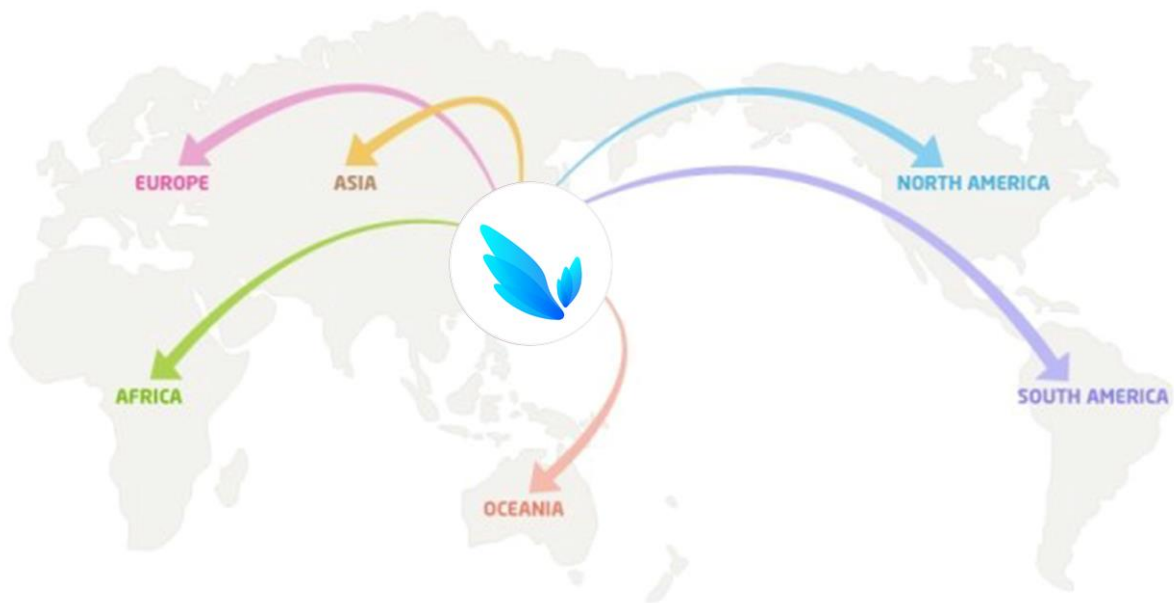 EUROPE
ASIA
NORTH AMERICA
AFRICA
SOUTH AMERICA
OCEANIA